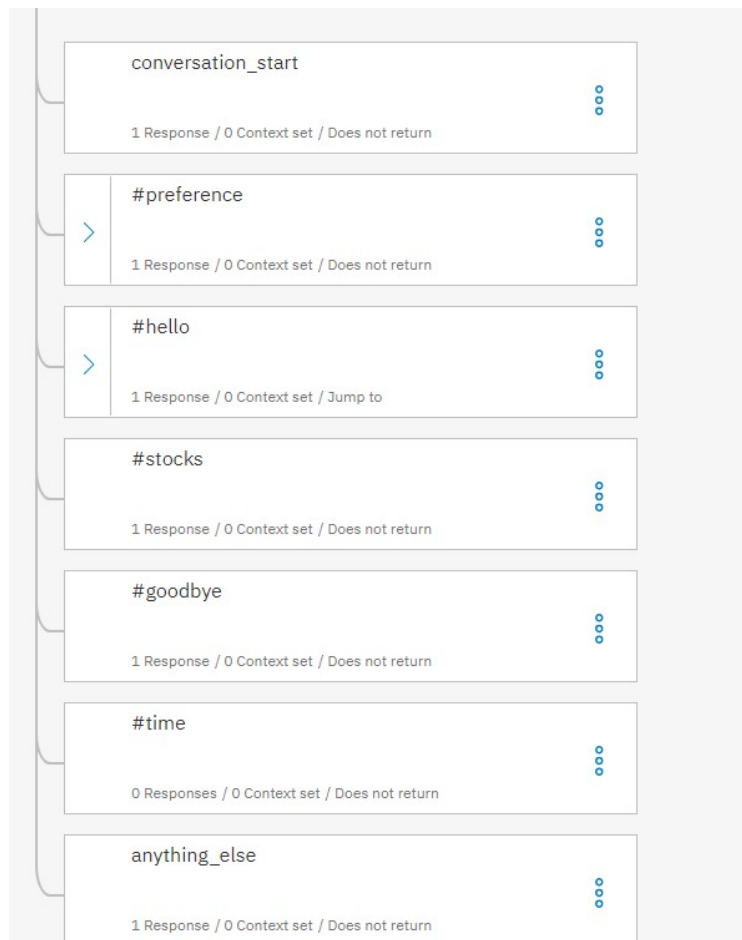 conversation_start
1 Response / 0 Context set / Does not return
#preference
1 Response / 0 Context set / Does not return
#hello
1 Response / 0 Context set / Jump to
#stocks
1 Response / 0 Context set / Does not return
#goodbye
1 Response / 0 Context set / Does not return
#time
0 Responses / 0 Context set / Does not return
anything_else
1 Response / 0 Context set / Does not return